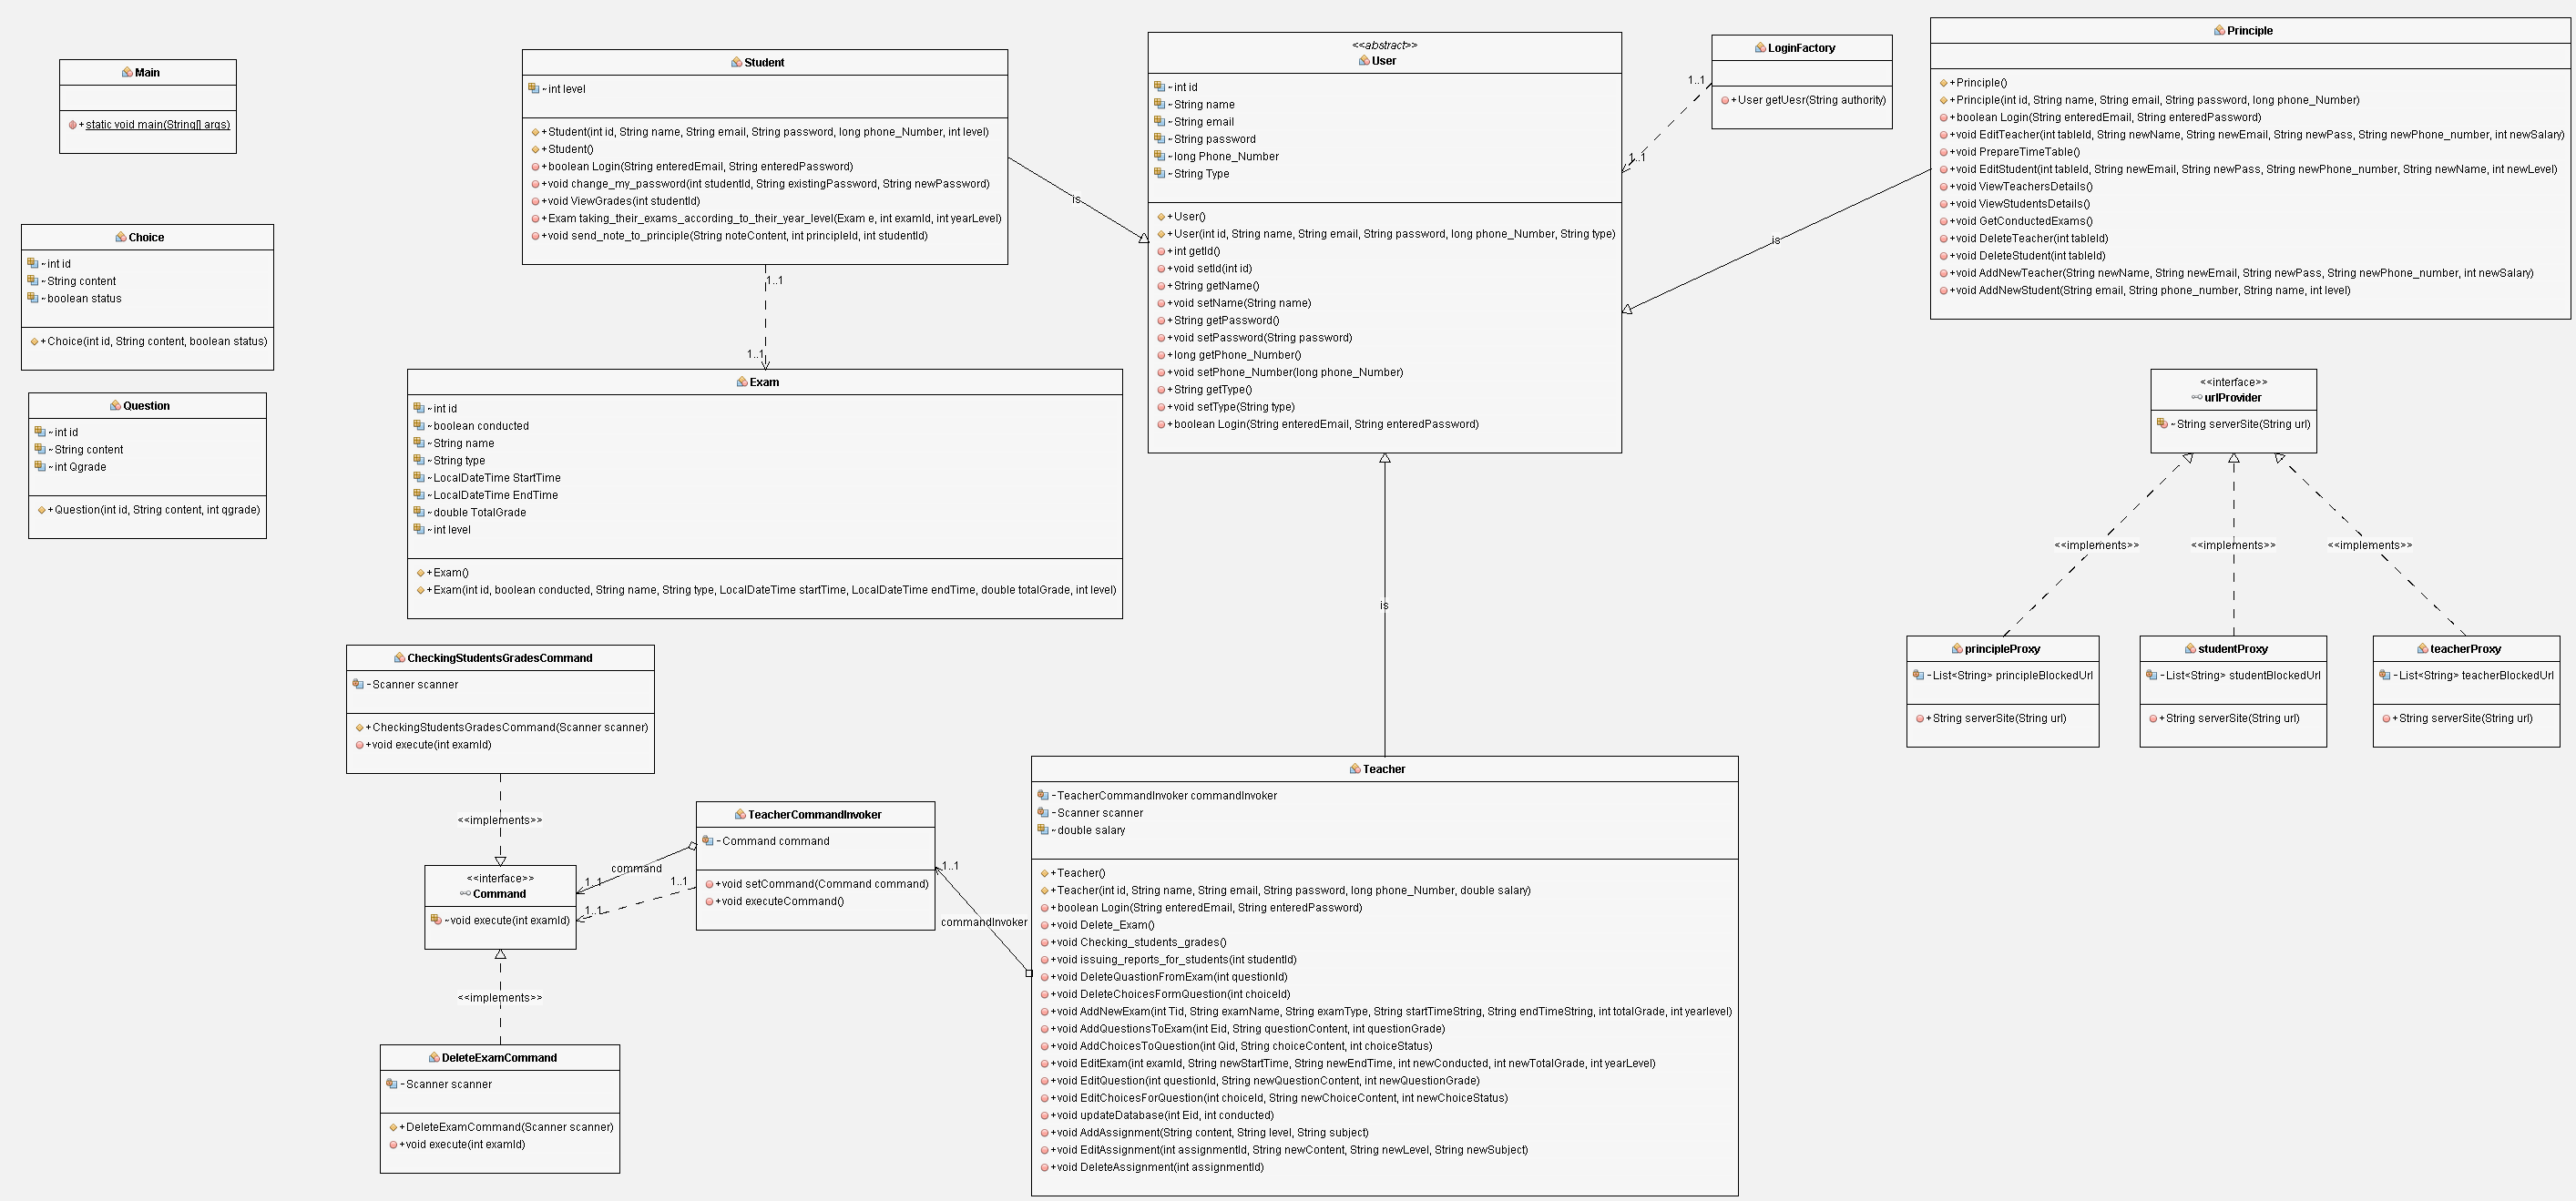 Main
+ static void main(String[] args)
Choice
~ int id
~ String content
~ boolean status
+ Choice(int id, String content, boolean status)
Question
~ int id
~ String content
~ int Qgrade
+ Question(int id, String content, int qgrade)
Student
~ int level
+ Student(int id, String name, String email, String password, long phone_Number, int level)
+ Student()
+ boolean Login(String enteredEmail, String enteredPassword)
+ void change_my_password(int studentId, String existingPassword, String newPassword)
+ void ViewGrades(int studentId)
+ Exam taking_their_exams_according_to_their_year_level(Exam e, int examId, int yearLevel)
+ void send_note_to_principle(String noteContent, int principleId, int studentId)
is
1..1
1..1
Exam
~ int id
~ boolean conducted
~ String name
~ String type
~ LocalDateTime StartTime
~ LocalDateTime EndTime
~ double TotalGrade
~ int level
+ Exam()
+ Exam(int id, boolean conducted, String name, String type, LocalDateTime startTime, LocalDateTime endTime, double totalGrade, int level)
<<abstract>>
User
~ int id
~ String name
~ String email
~ String password
~ long Phone_Number
~ String Type
+ User()
+ User(int id, String name, String email, String password, long phone_Number, String type)
+ int getId()
+ void setId(int id)
+ String getName()
+ void setName(String name)
+ String getPassword()
+ void setPassword(String password)
+ long getPhone_Number()
+ void setPhone_Number(long phone_Number)
+ String getType()
+ void setType(String type)
+ boolean Login(String enteredEmail, String enteredPassword)
LoginFactory
+ User getUesr(String authority)
1..1
1..1
Principle
+ Principle()
+ Principle(int id, String name, String email, String password, long phone_Number)
+ boolean Login(String enteredEmail, String enteredPassword)
+ void EditTeacher(int tableId, String newName, String newEmail, String newPass, String newPhone_number, int newSalary)
+ void PrepareTimeTable()
+ void EditStudent(int tableId, String newEmail, String newPass, String newPhone_number, String newName, int newLevel)
+ void ViewTeachersDetails()
+ void ViewStudentsDetails()
+ void GetConductedExams()
+ void DeleteTeacher(int tableId)
+ void DeleteStudent(int tableId)
+ void AddNewTeacher(String newName, String newEmail, String newPass, String newPhone_number, int newSalary)
+ void AddNewStudent(String email, String phone_number, String name, int level)
is
<<interface>>
urlProvider
~ String serverSite(String url)
<<implements>>
<<implements>>
<<implements>>
principleProxy
- List<String> principleBlockedUrl
+ String serverSite(String url)
studentProxy
- List<String> studentBlockedUrl
+ String serverSite(String url)
teacherProxy
- List<String> teacherBlockedUrl
+ String serverSite(String url)
is
CheckingStudentsGradesCommand
- Scanner scanner
+ CheckingStudentsGradesCommand(Scanner scanner)
+ void execute(int examId)
<<implements>>
<<interface>>
Command
~ void execute(int examId)
<<implements>>
DeleteExamCommand
- Scanner scanner
+ DeleteExamCommand(Scanner scanner)
+ void execute(int examId)
command
1..1
1..1
1..1
TeacherCommandInvoker
- Command command
+ void setCommand(Command command)
+ void executeCommand()
1..1
commandInvoker
Teacher
- TeacherCommandInvoker commandInvoker
- Scanner scanner
~ double salary
+ Teacher()
+ Teacher(int id, String name, String email, String password, long phone_Number, double salary)
+ boolean Login(String enteredEmail, String enteredPassword)
+ void Delete_Exam()
+ void Checking_students_grades()
+ void issuing_reports_for_students(int studentId)
+ void DeleteQuastionFromExam(int questionId)
+ void DeleteChoicesFormQuestion(int choiceId)
+ void AddNewExam(int Tid, String examName, String examType, String startTimeString, String endTimeString, int totalGrade, int yearlevel)
+ void AddQuestionsToExam(int Eid, String questionContent, int questionGrade)
+ void AddChoicesToQuestion(int Qid, String choiceContent, int choiceStatus)
+ void EditExam(int examId, String newStartTime, String newEndTime, int newConducted, int newTotalGrade, int yearLevel)
+ void EditQuestion(int questionId, String newQuestionContent, int newQuestionGrade)
+ void EditChoicesForQuestion(int choiceId, String newChoiceContent, int newChoiceStatus)
+ void updateDatabase(int Eid, int conducted)
+ void AddAssignment(String content, String level, String subject)
+ void EditAssignment(int assignmentId, String newContent, String newLevel, String newSubject)
+ void DeleteAssignment(int assignmentId)